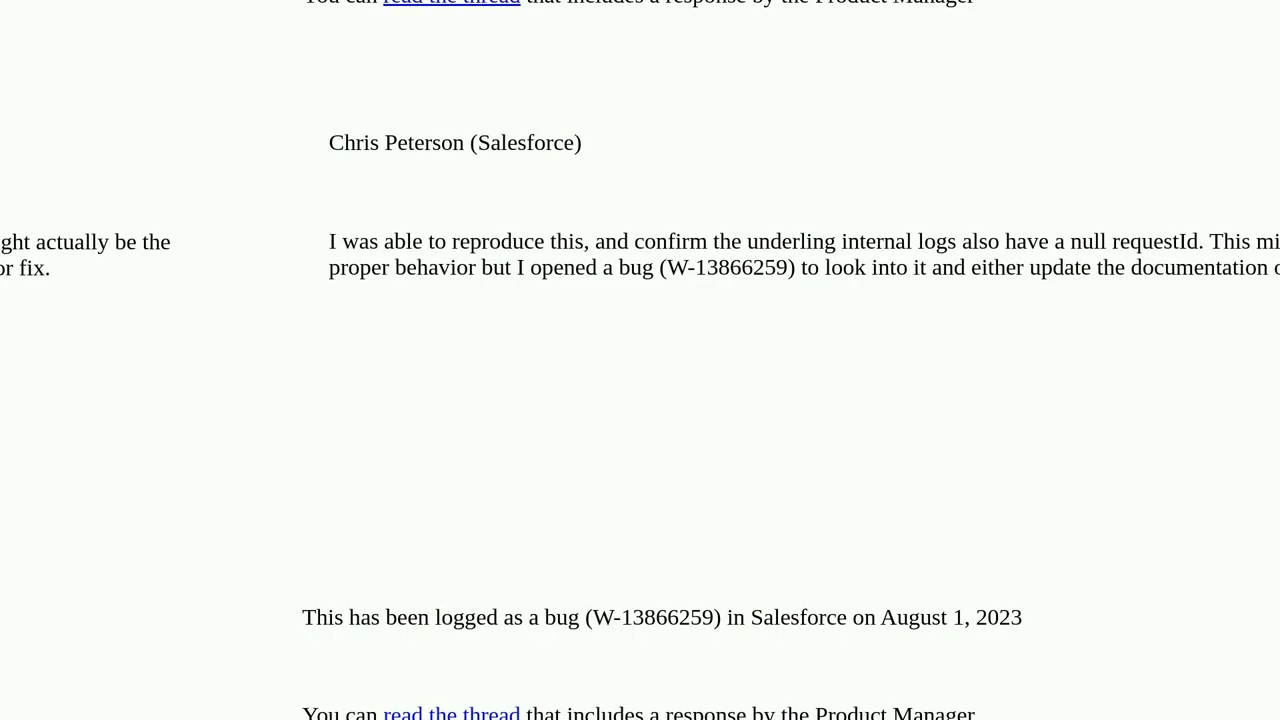 You can read the thread that includes a response by the Product Manager
Chris Peterson (Salesforce)
ght actually be the
or fix.
I was able to reproduce this, and confirm the underling internal logs also have a null requestId. This mi
proper behavior but I opened a bug (W-13866259) to look into it and either update the documentation o
This has been logged as a bug (W-13866259) in Salesforce on August 1, 2023
You can read the thread that includes a response by the Product Manager